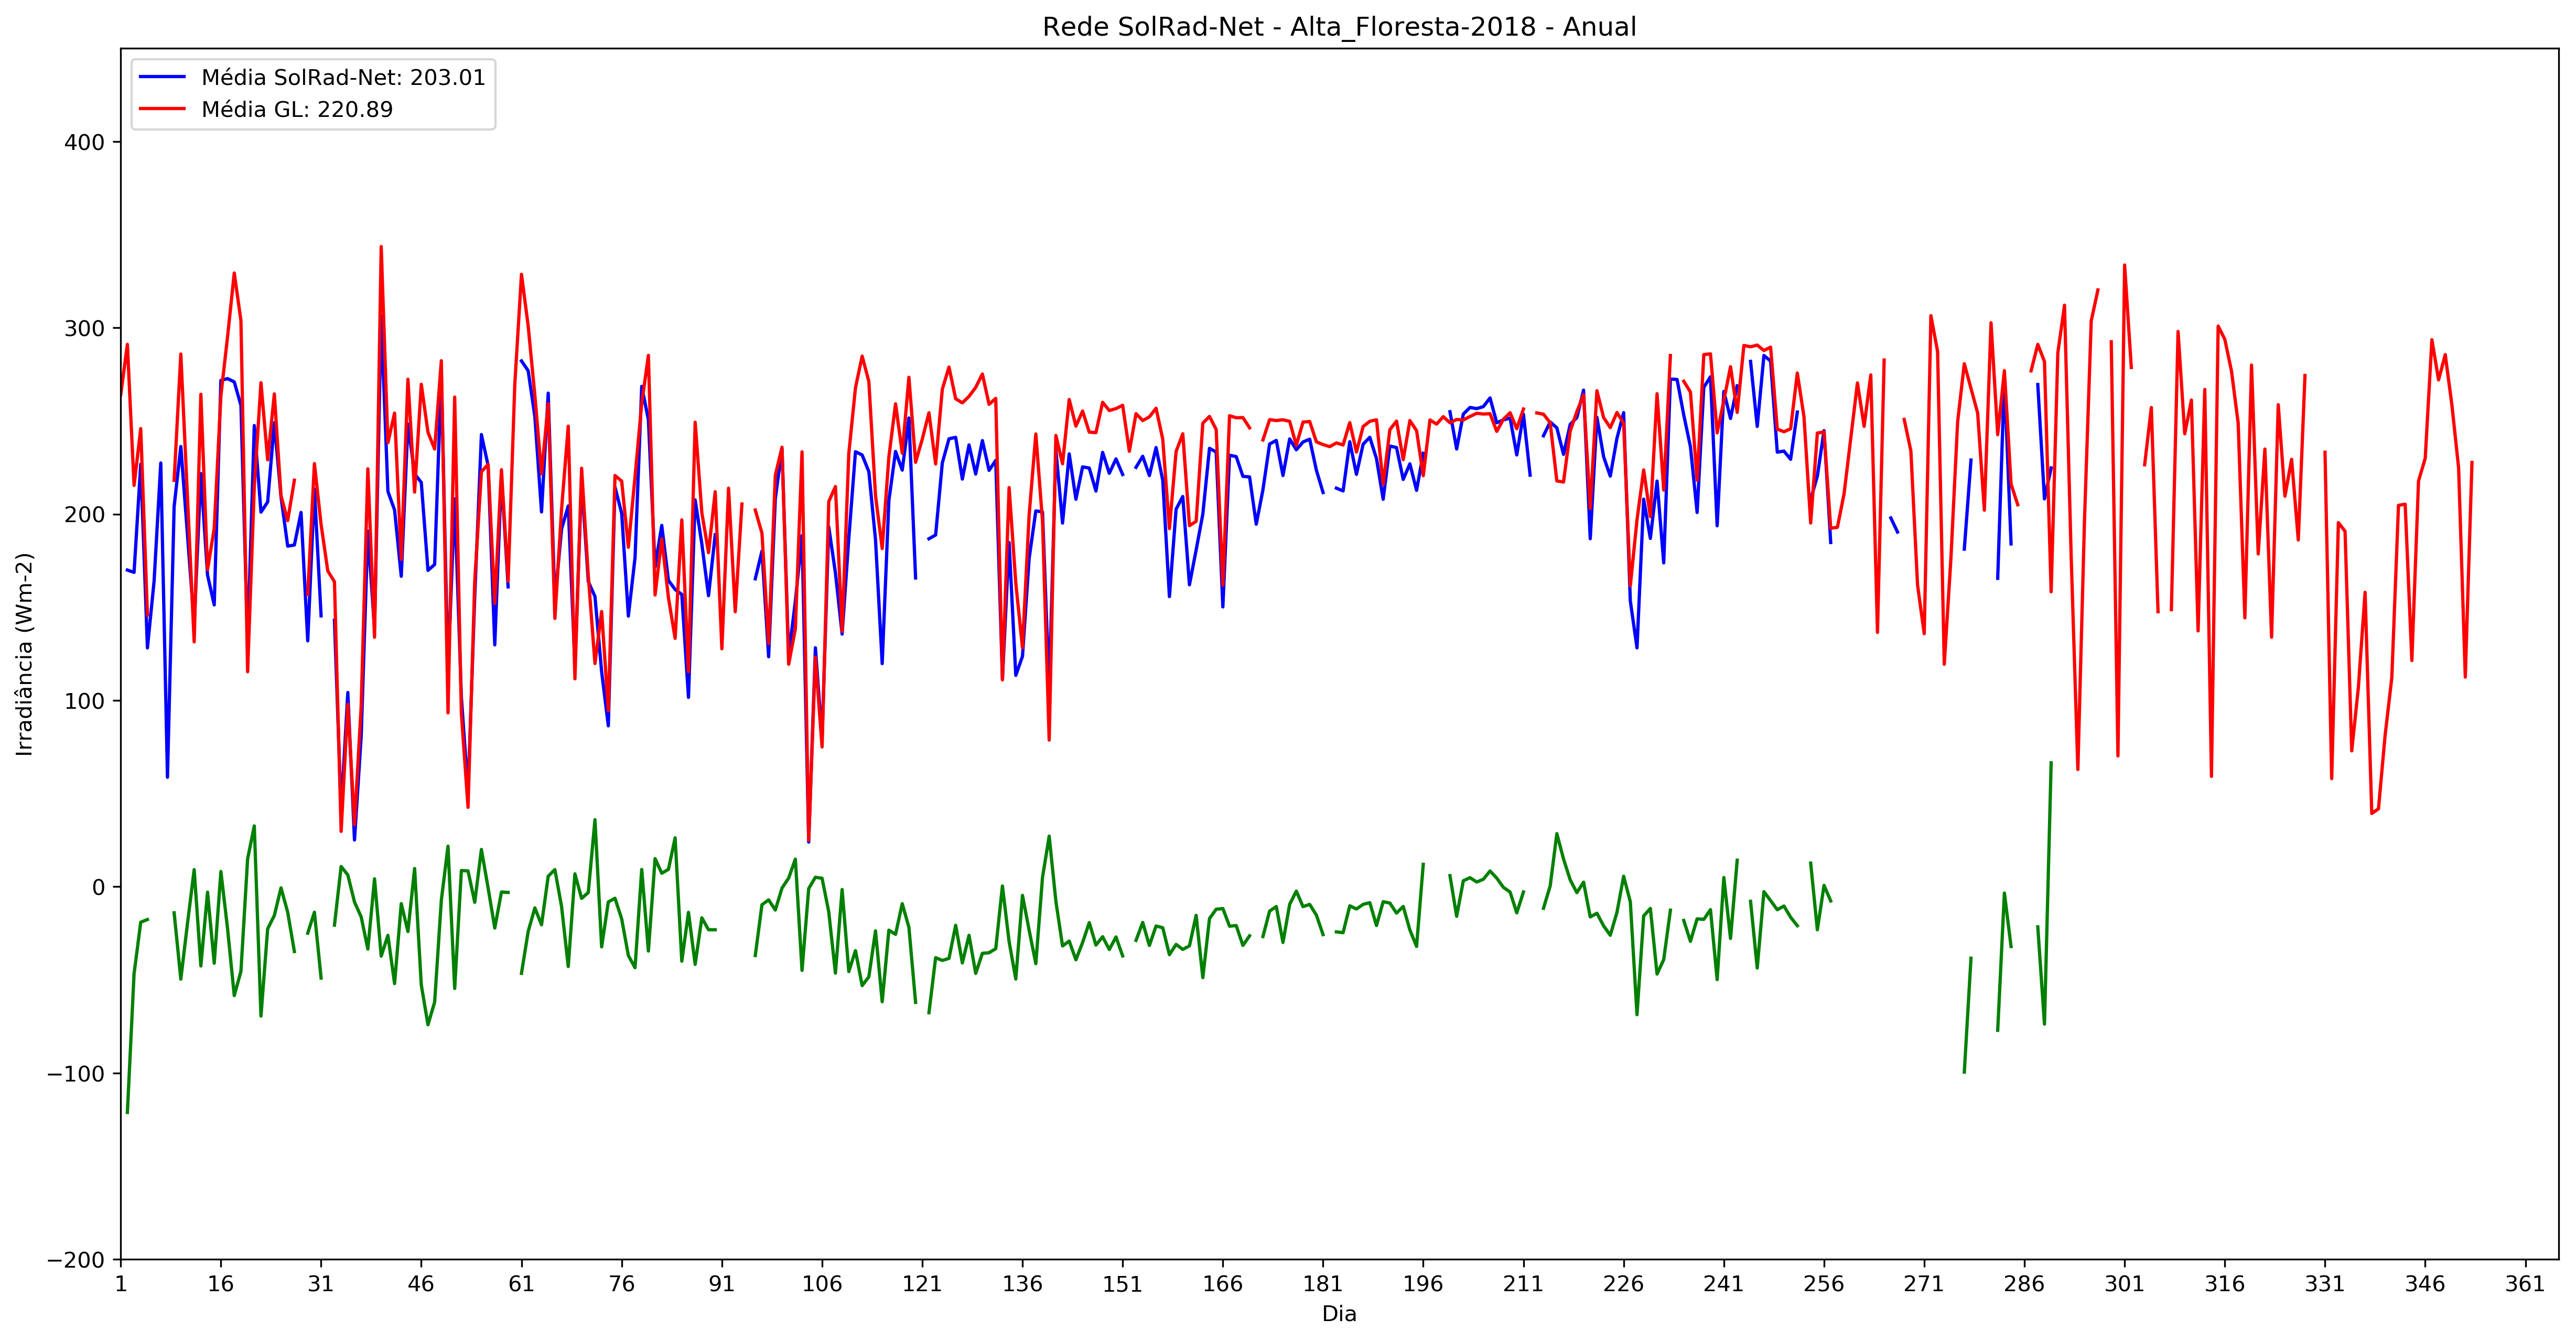 Rede SolRad-Net - Alta_Floresta-2018 - Anual
Média SolRad-Net: 203.01
Média GL: 220.89
Irradiância (Wm-2)
400
300
200
100
0
−100
−200
1 16 31 46 61 76 91 106 121 136 151 166 181 196 211 226 241 256 271 286 301 316 331 346 361
Dia